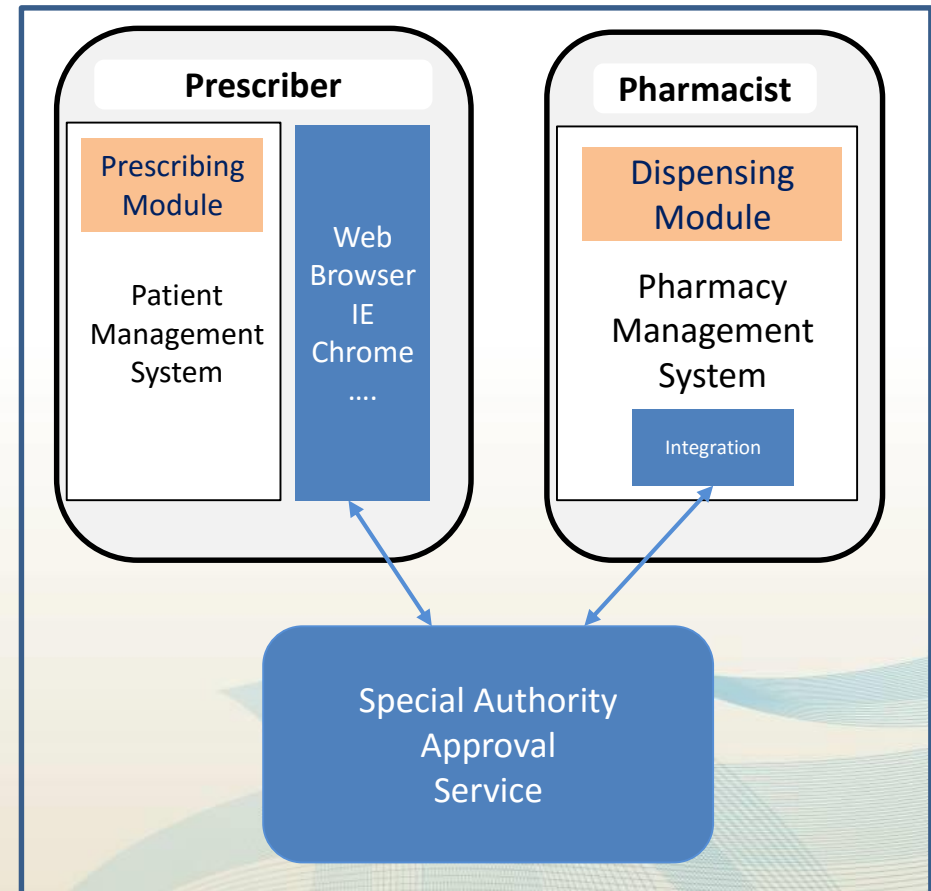 Prescriber
Prescribing
Module
Patient
Management
System
Web
Browser
IE
Chrome
....
Pharmacist
Dispensing
Module
Pharmacy
Management
System
Integration
Special Authority
Approval
Service